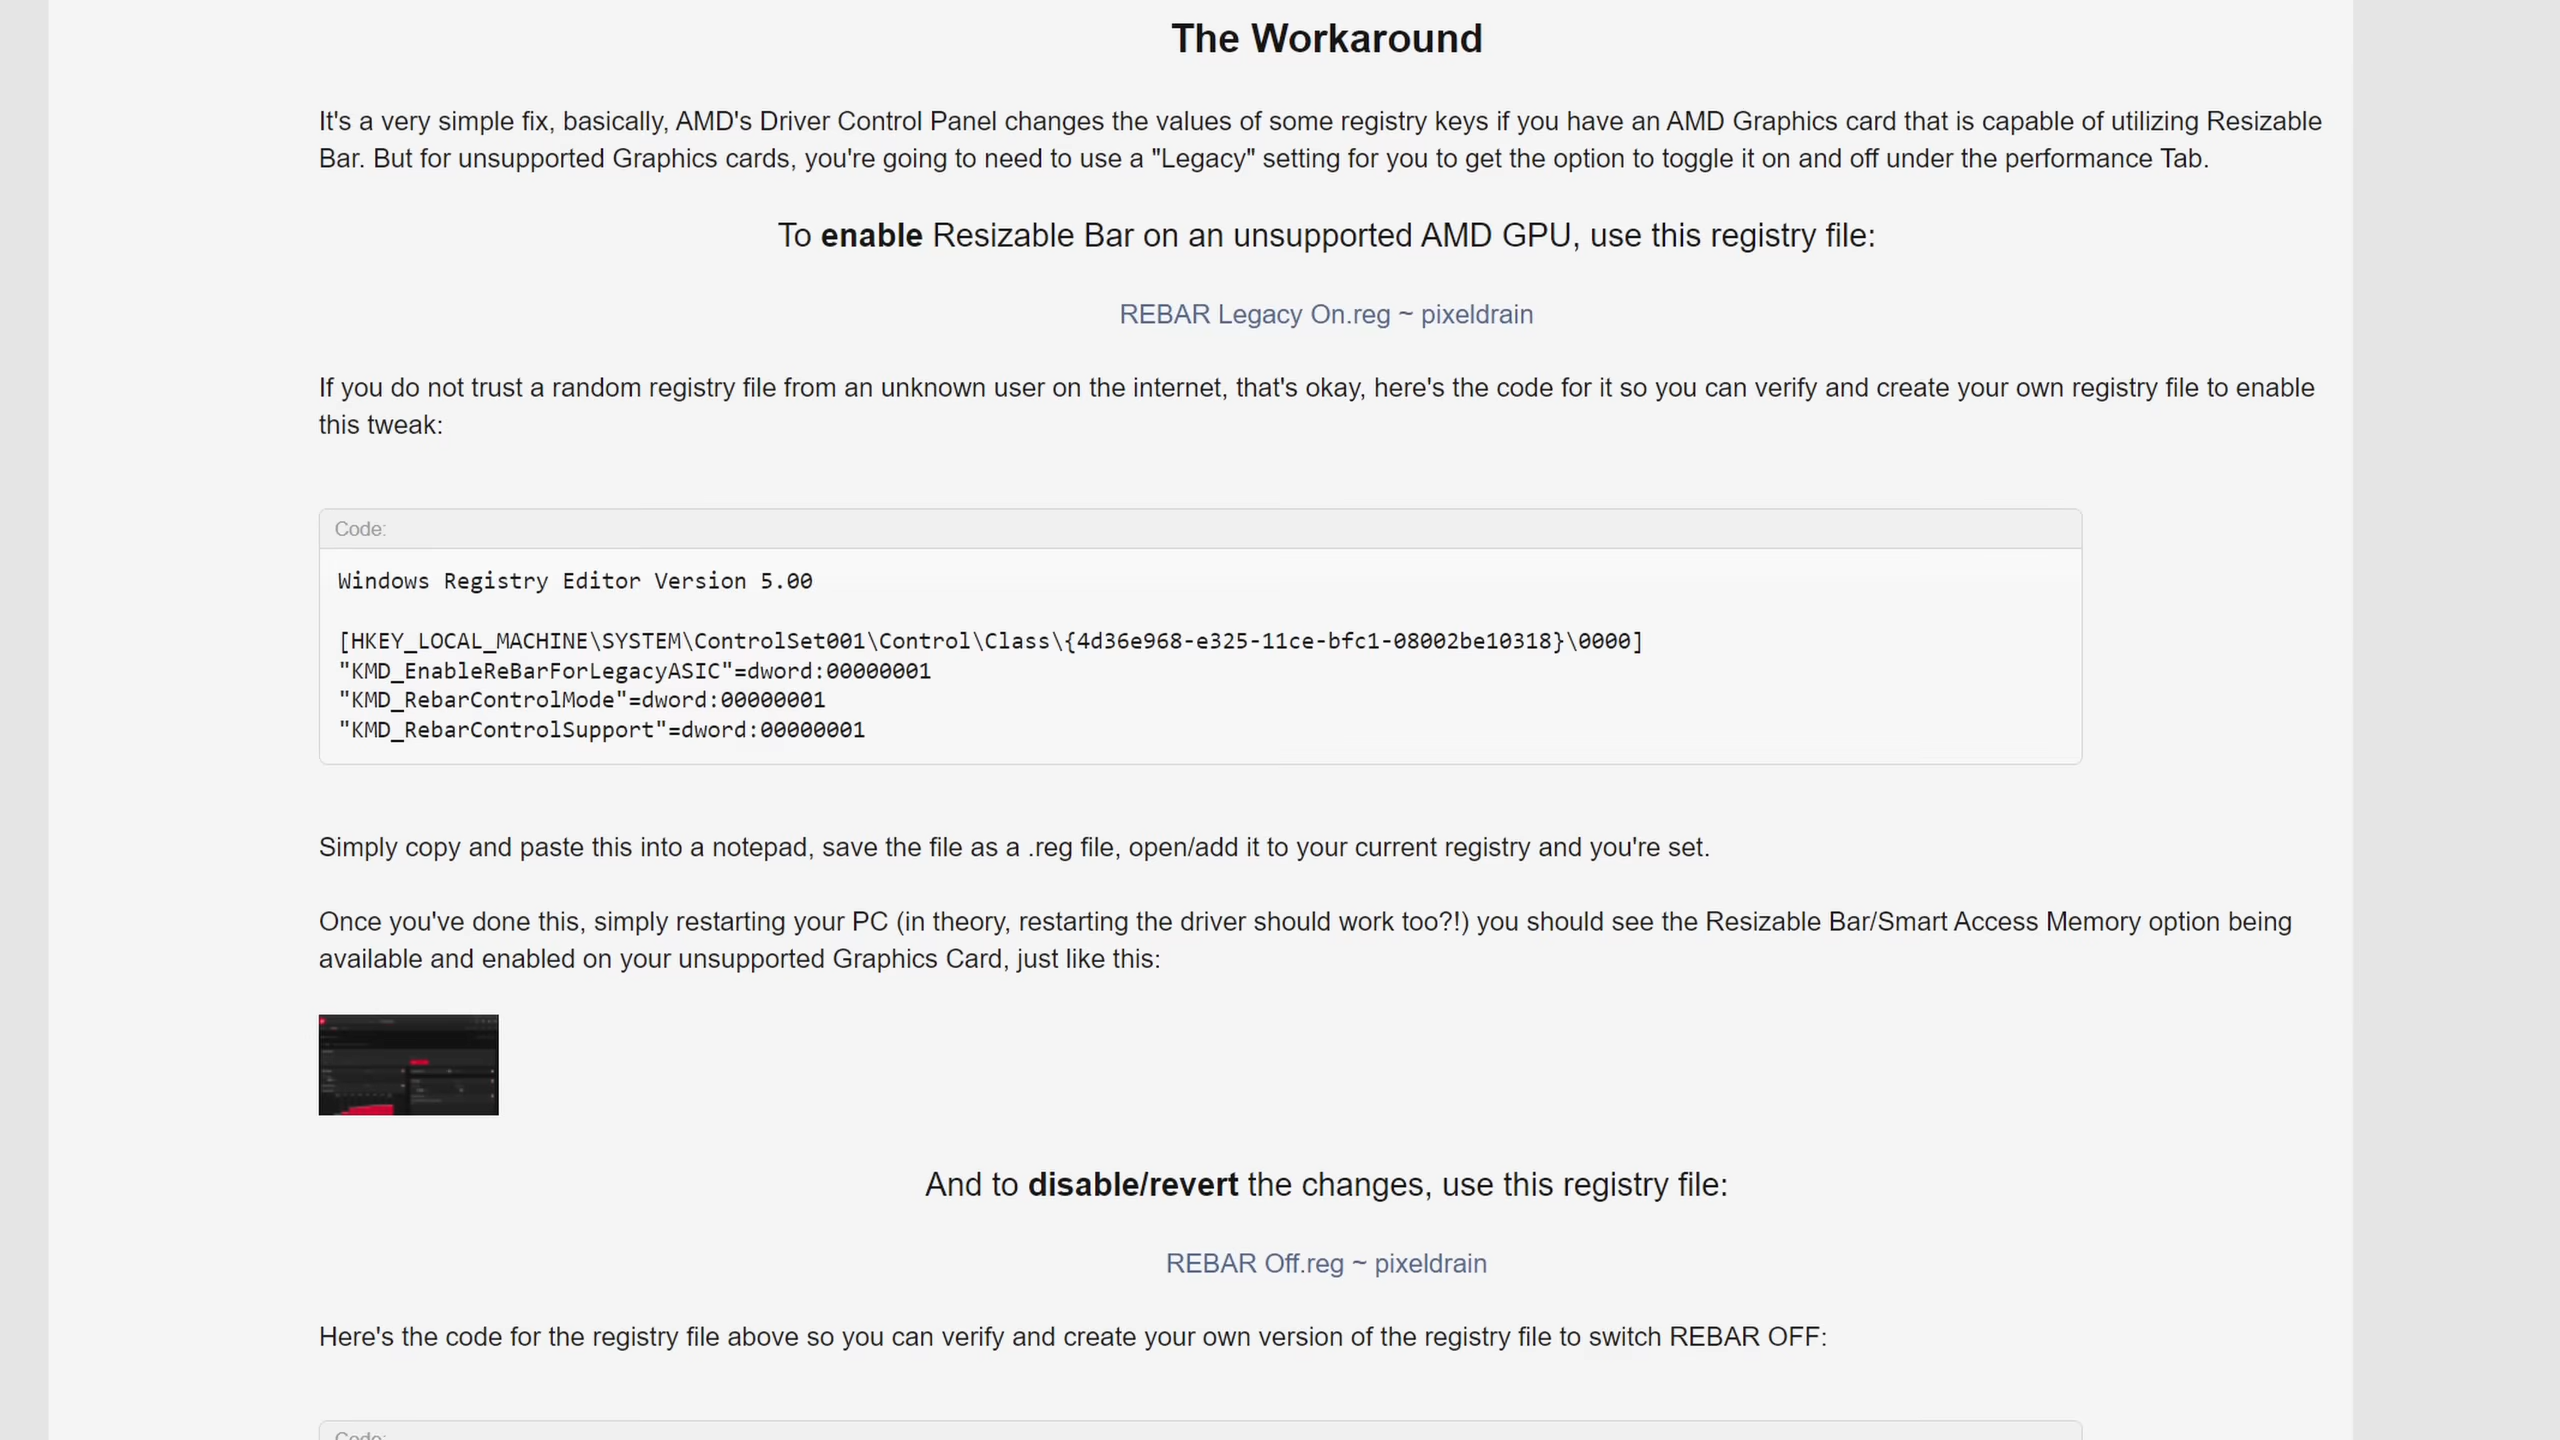 The Workaround
It's a very simple fix, basically, AMD's Driver Control Panel changes the values of some registry keys if you have an AMD Graphics card that is capable of utilizing Resizable
Bar. But for unsupported Graphics cards, you're going to need to use a "Legacy" setting for you to get the option to toggle it on and off under the performance Tab.
To enable Resizable Bar on an unsupported AMD GPU, use this registry file:
REBAR Legacy On.reg ~ pixeldrain
If you do not trust a random registry file from an unknown user on the internet, that's okay, here's the code for it so you can verify and create your own registry file to enable
this tweak:
Code:
Windows Registry Editor Version 5.00
[HKEY_LOCAL_MACHINE\SYSTEM\ControlSet001\Control\Class\{4d36e968-e325-11ce-bfc1-08002be10318}\0000]
"KMD_EnableReBarForLegacyASIC"=dword:00000001
"KMD_RebarControlMode"=dword:00000001
"KMD_RebarControlSupport"=dword:00000001
Simply copy and paste this into a notepad, save the file as a .reg file, open/add it to your current registry and you're set.
Once you've done this, simply restarting your PC (in theory, restarting the driver should work too?!) you should see the Resizable Bar/Smart Access Memory option being
available and enabled on your unsupported Graphics Card, just like this:
And to disable/revert the changes, use this registry file:
REBAR Off.reg ~ pixeldrain
Here's the code for the registry file above so you can verify and create your own version of the registry file to switch REBAR OFF:
Code: